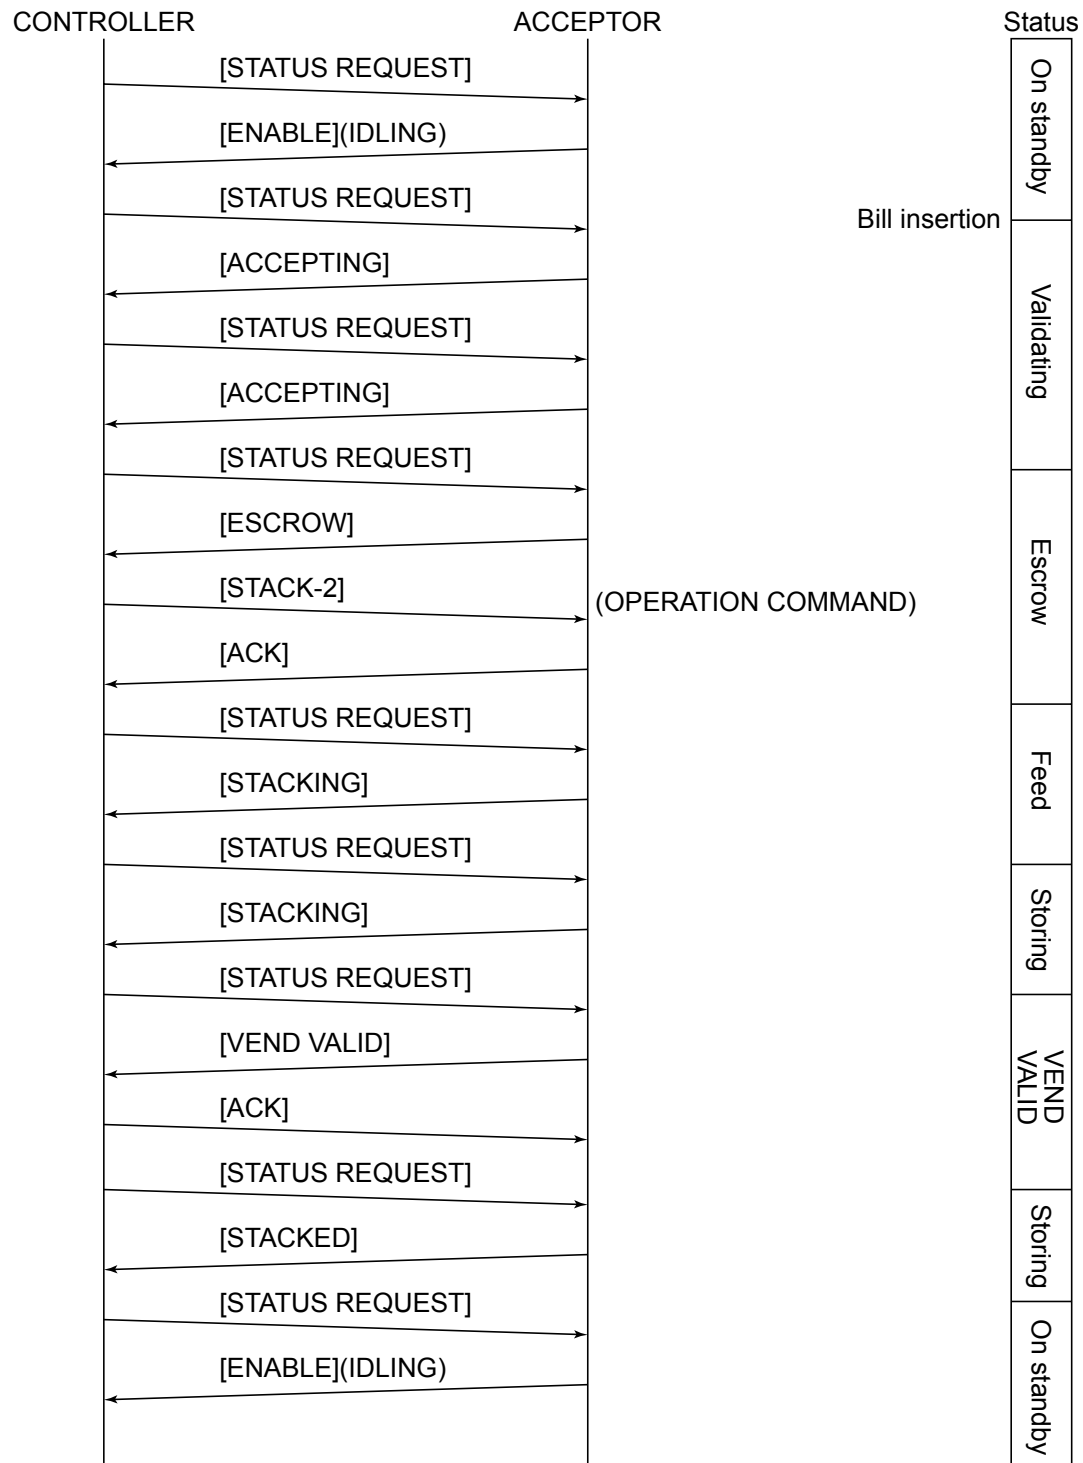 CONTROLLER ACCEPTOR Status
[STATUS REQUEST]
On standby
[ENABLE](IDLING)
[STATUS REQUEST]
Bill insertion
[ACCEPTING]
Validating
[STATUS REQUEST]
[ACCEPTING]
[STATUS REQUEST]
[ESCROW]
Escrow
[STACK-2]
(OPERATION COMMAND)
[ACK]
[STATUS REQUEST]
Feed
[STACKING]
[STATUS REQUEST]
Storing
[STACKING]
[STATUS REQUEST]
[VEND VALID]
VEND
VALID
[ACK]
[STATUS REQUEST]
Storing
[STACKED]
[STATUS REQUEST]
On standby
[ENABLE](IDLING)